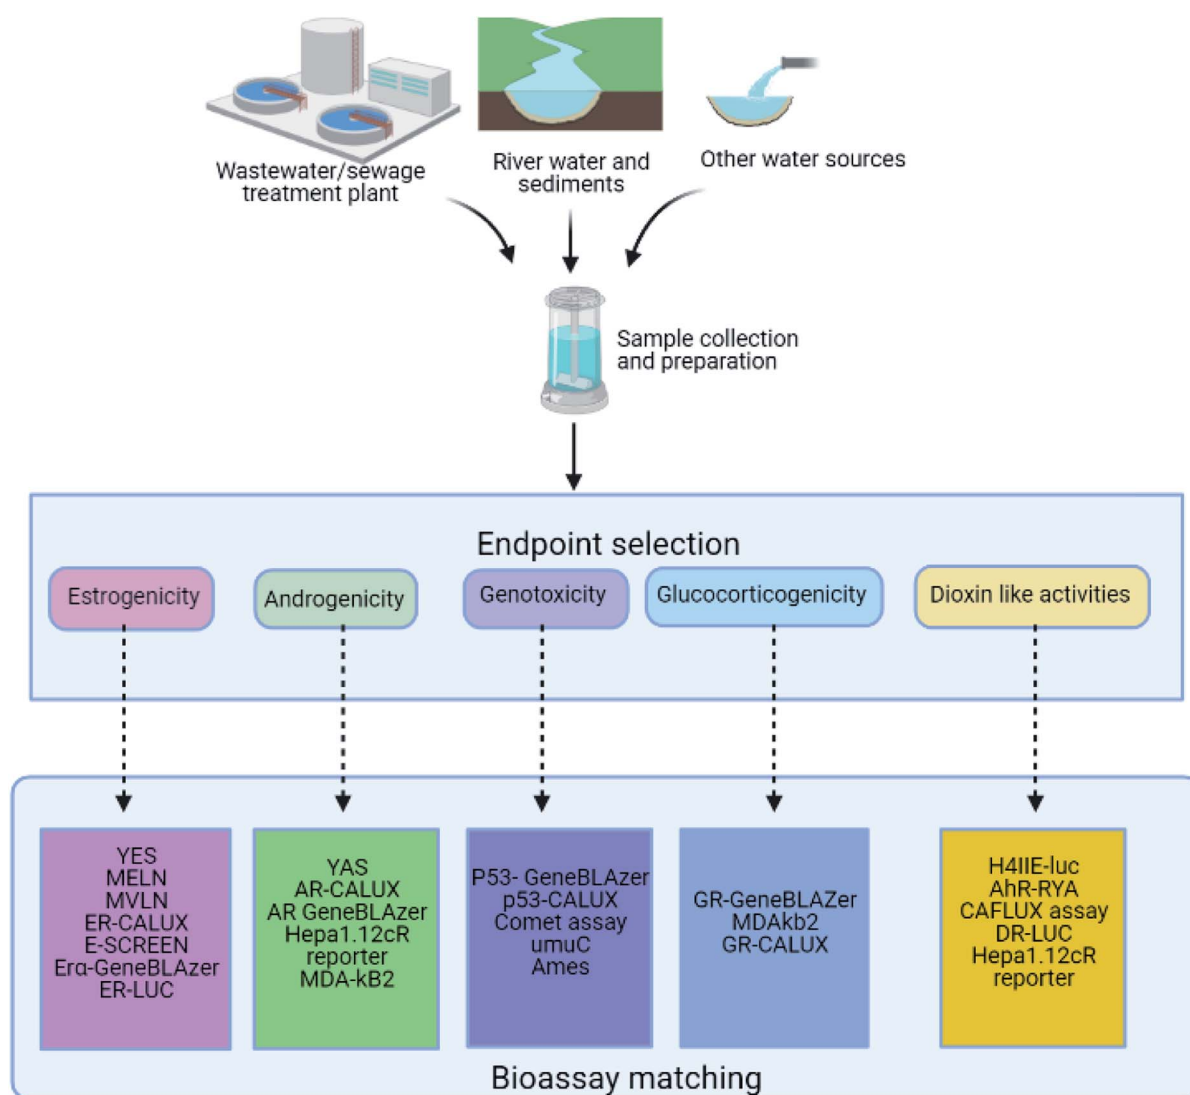 Wastewater/sewage
treatment plant
River water and
sediments
Other water sources
Sample collection
and preparation
Endpoint selection
Estrogenicity
Androgenicity
Genotoxicity
Glucocorticogenicity
Dioxin like activities
YES
MELN
MVLN
ER-CALUX
E-SCREEN
Erα-GeneBLAzer
ER-LUC
YAS
AR-CALUX
AR GeneBLAzer
Hepa1.12cR
reporter
MDA-kB2
P53- GeneBLAzer
p53-CALUX
Comet assay
umuC
Ames
GR-GeneBLAZer
MDAkb2
GR-CALUX
H4IIE-luc
AhR-RYA
CAFLUX assay
DR-LUC
Hepa1.12cR
reporter
Bioassay matching